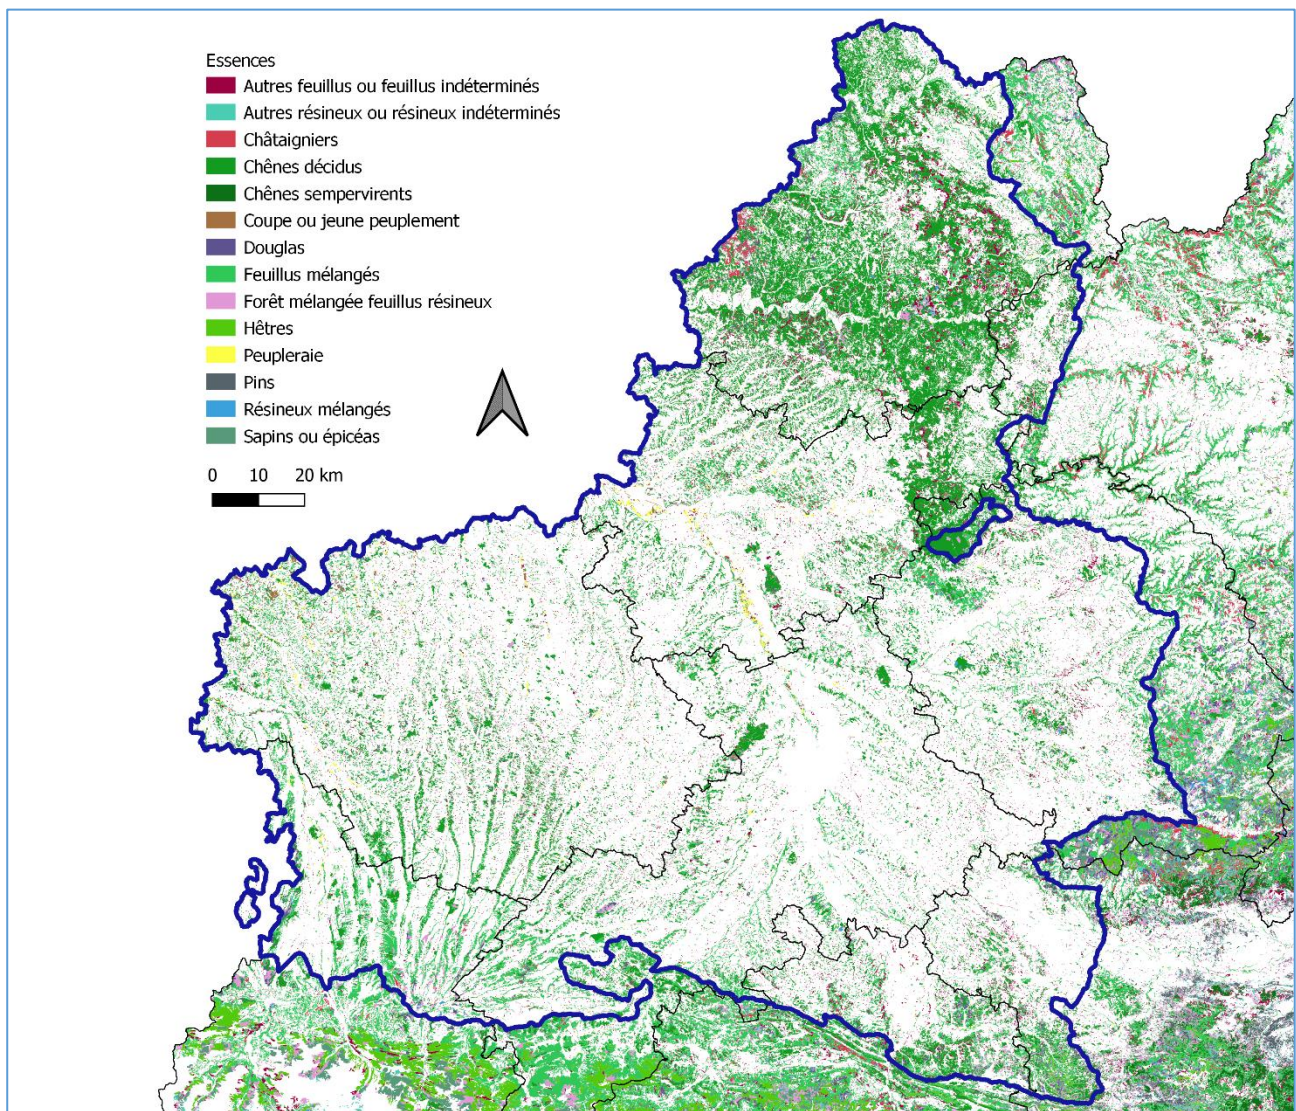 Essences
Autres feuillus ou feuillus indéterminés
Autres résineux ou résineux indéterminés
Châtaigniers
Chênes décidus
Chênes sempervirents
Coupe ou jeune peuplement
Douglas
Feuillus mélangés
Forêt mélangée feuillus résineux
Hêtres
Peupleraie
Pins
Résineux mélangés
Sapins ou épicéas
0 10 20 km